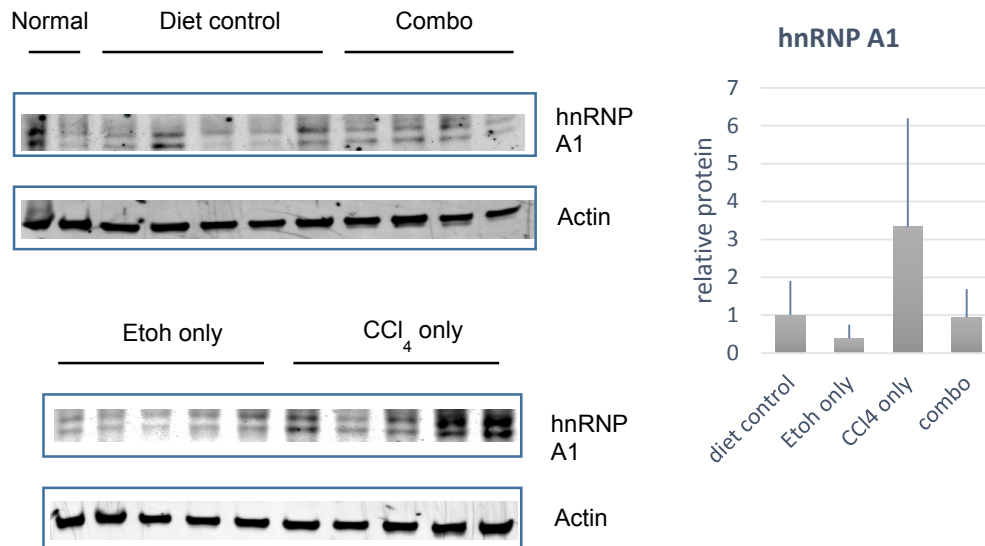 Normal
Diet control
Combo
hnRNP
A1
Actin
Etoh only
CCl4 only
hnRNP
A1
Actin
hnRNP A1
relative protein
7
6
5
4
3
2
1
0
diet control
Etoh only
CCl4 only
combo